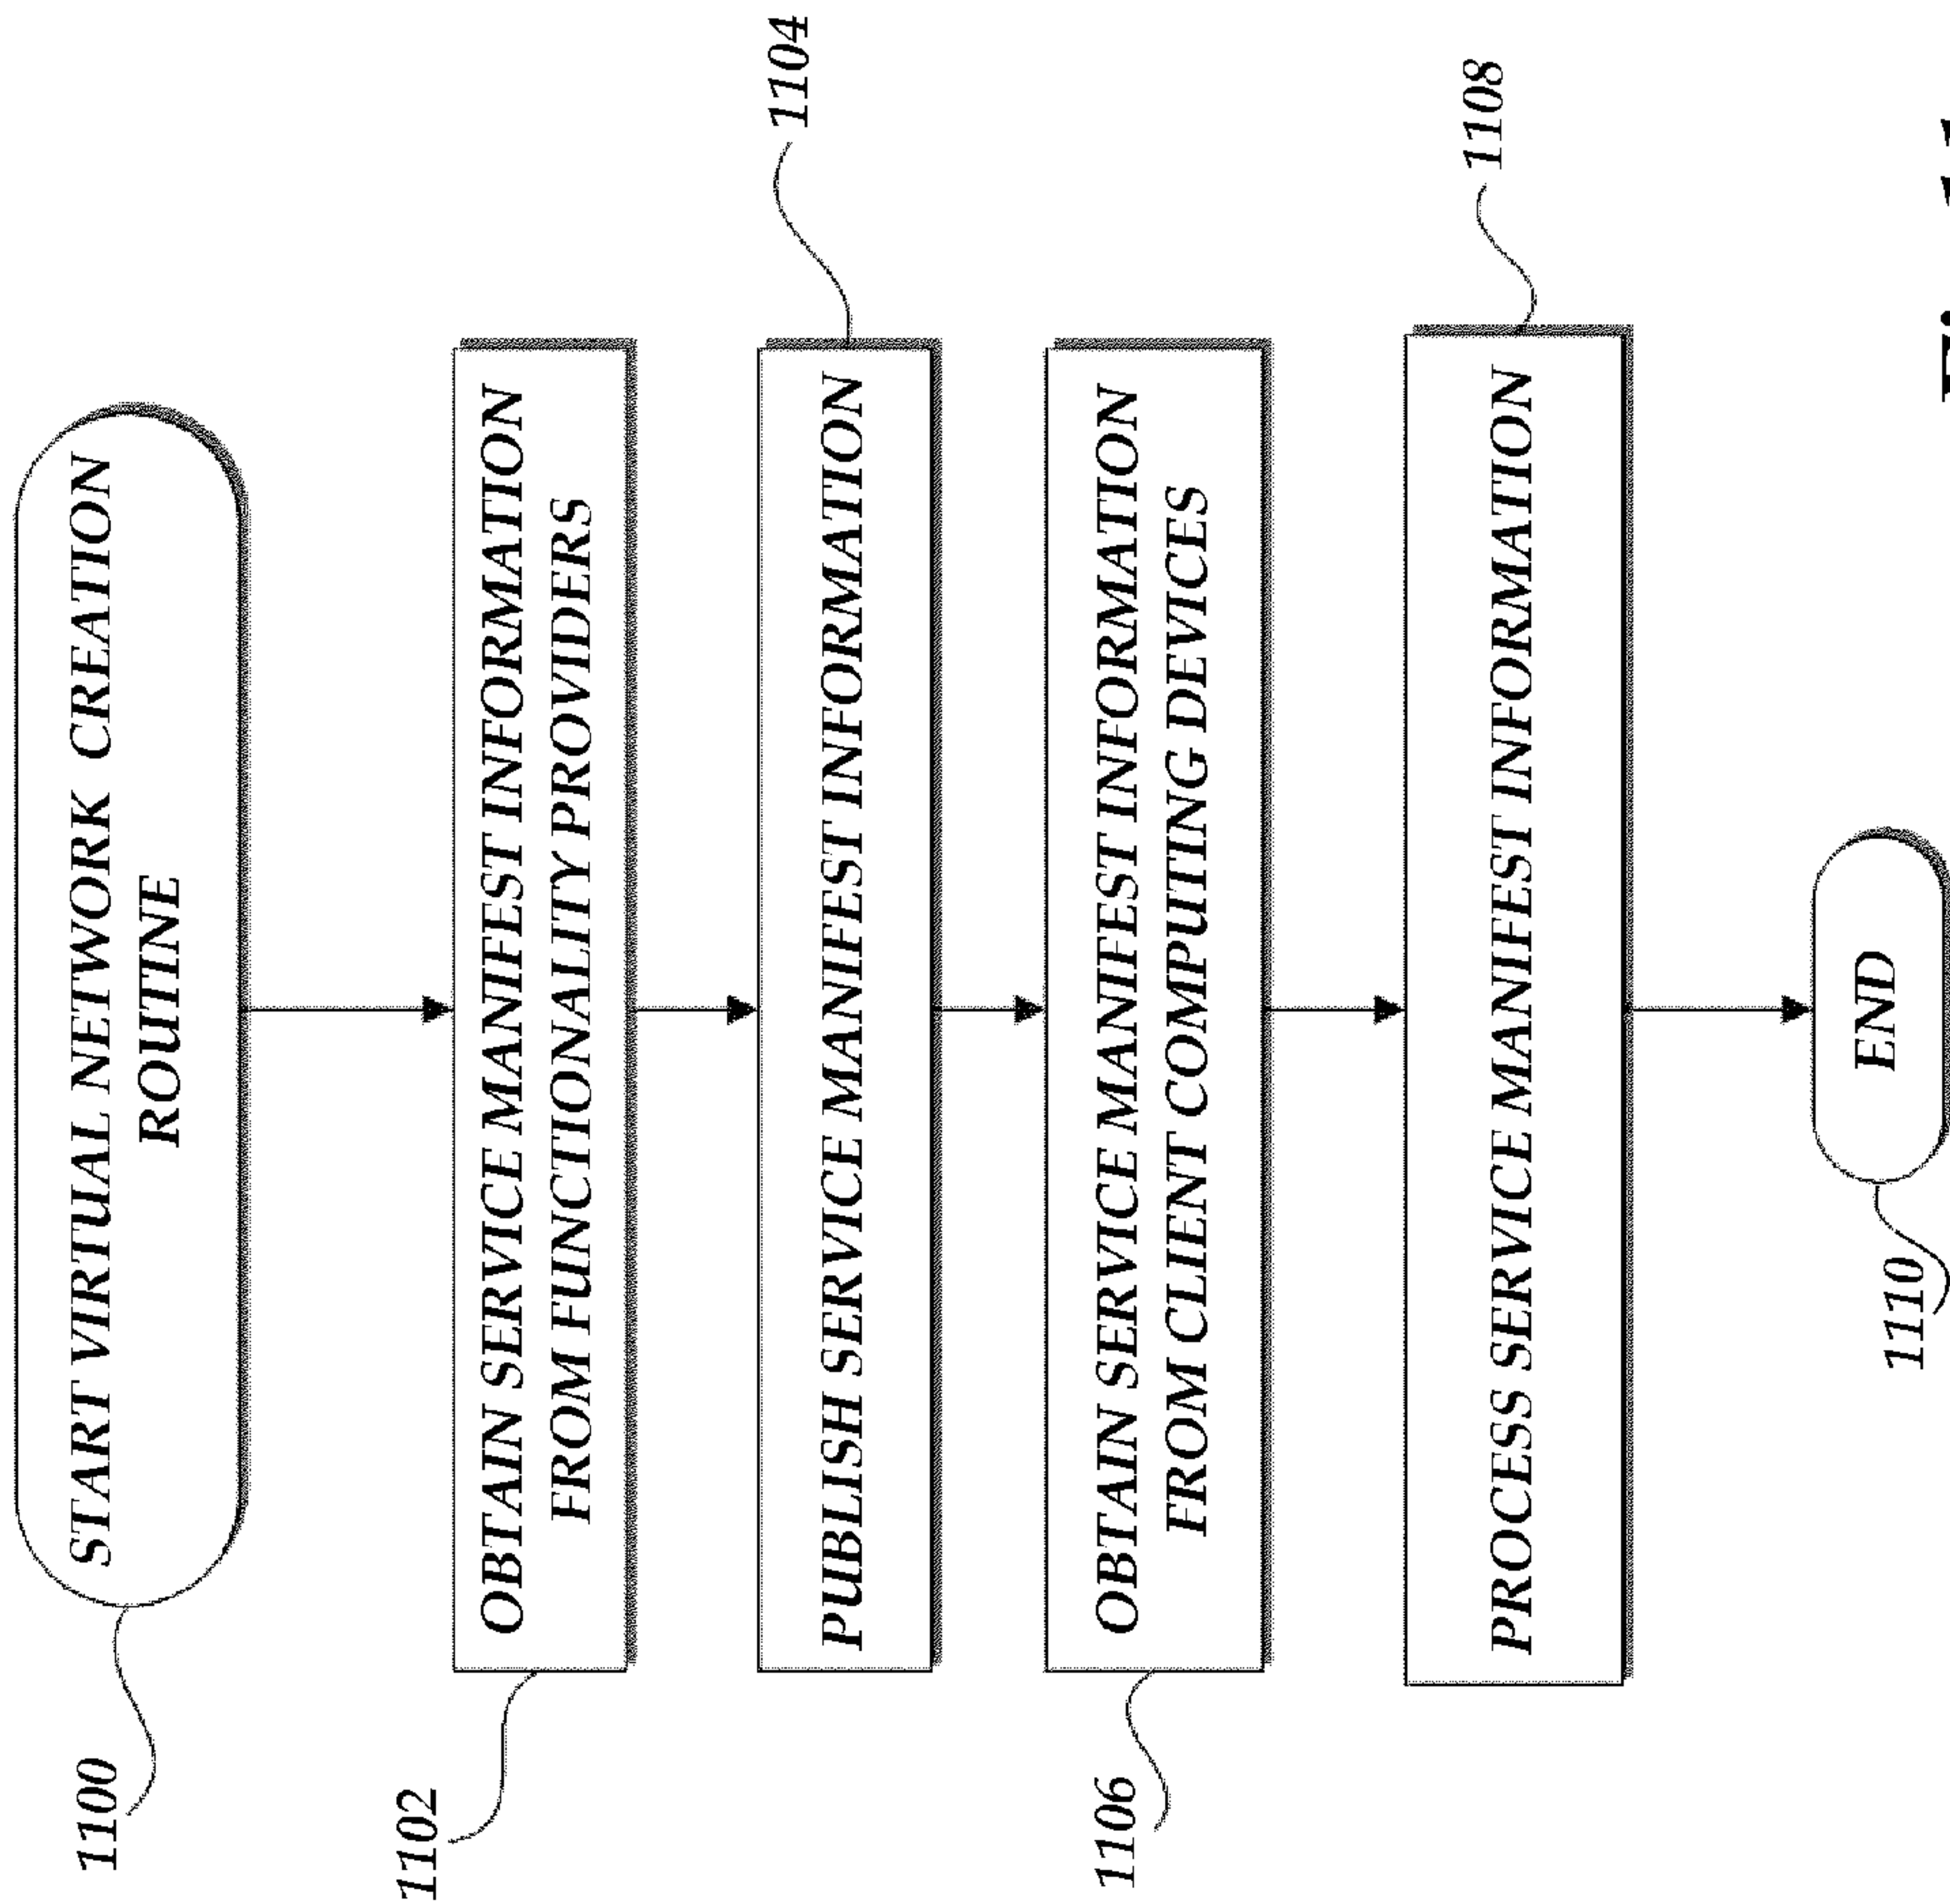 1100
START VIRTUAL NETWORK CREATION
ROUTINE
1102
OBTAIN SERVICE MANIFEST INFORMATION
FROM FUNCTIONALITY PROVIDERS
1104
PUBLISH SERVICE MANIFEST INFORMATION
1106
OBTAIN SERVICE MANIFEST INFORMATION
FROM CLIENT COMPUTING DEVICES
1108
PROCESS SERVICE MANIFEST INFORMATION
1110
END